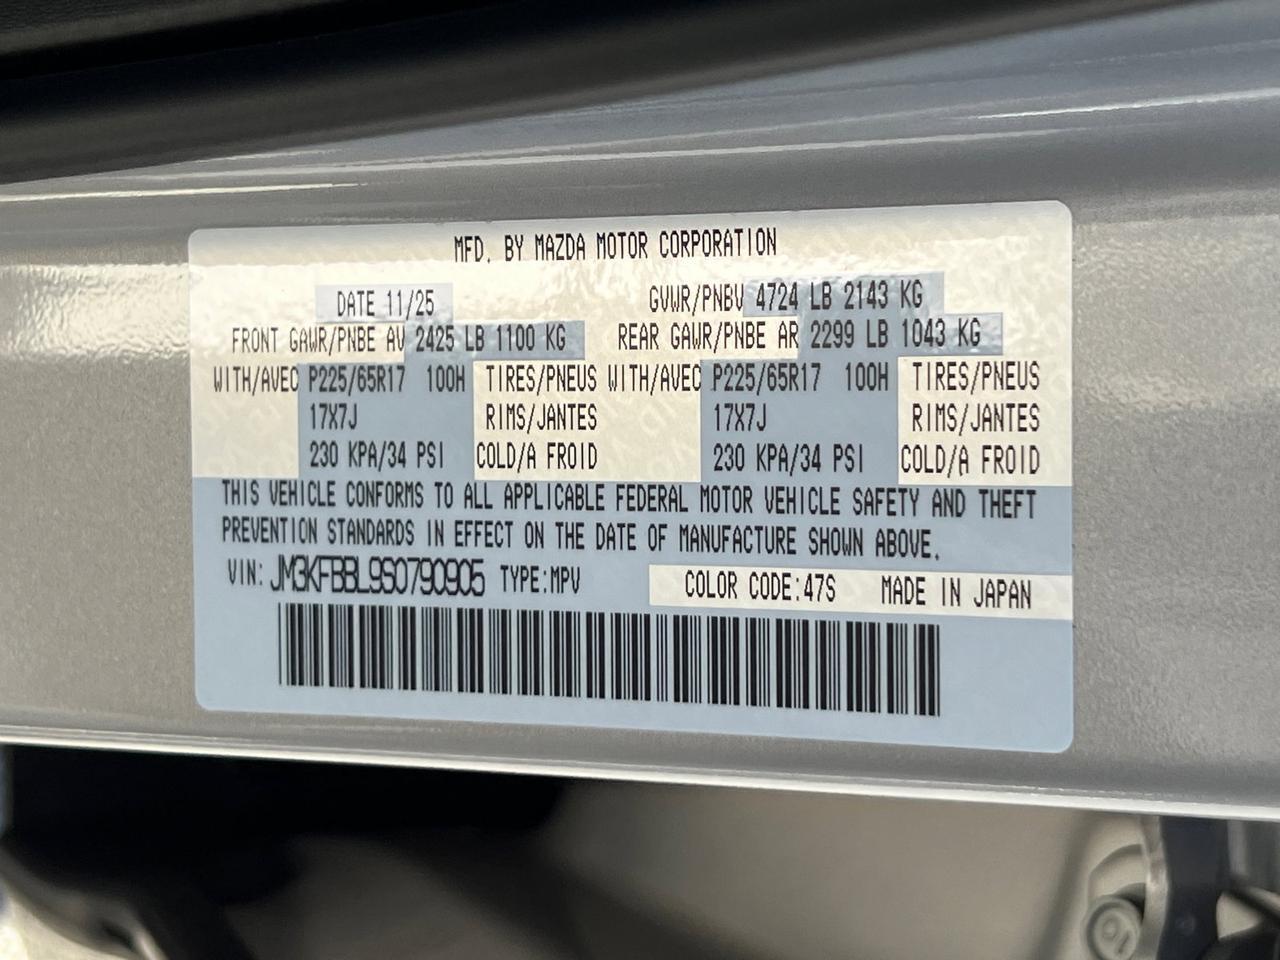 MFD. BY MAZDA MOTOR CORPORATION
DATE 11/25 GVWR/PNBV 4724 LB 2143 KG
FRONT GAWR/PNBE AV 2425 LB 1100 KG REAR GAWR/PNBE AR 2299 LB 1043 KG
WITH/AVEC P225/65R17 100H TIRES/PNEUS WITH/AVEC P225/65R17 100H TIRES/PNEUS
17X7J RIMS/JANTES 17X7J RIMS/JANTES
230 KPA/34 PSI COLD/A FROID 230 KPA/34 PSI COLD/A FROID
THIS VEHICLE CONFORMS TO ALL APPLICABLE FEDERAL MOTOR VEHICLE SAFETY AND THEFT
PREVENTION STANDARDS IN EFFECT ON THE DATE OF MANUFACTURE SHOWN ABOVE.
VIN: JM3KFBBL9S0790905 TYPE:MPV COLOR CODE:47S MADE IN JAPAN